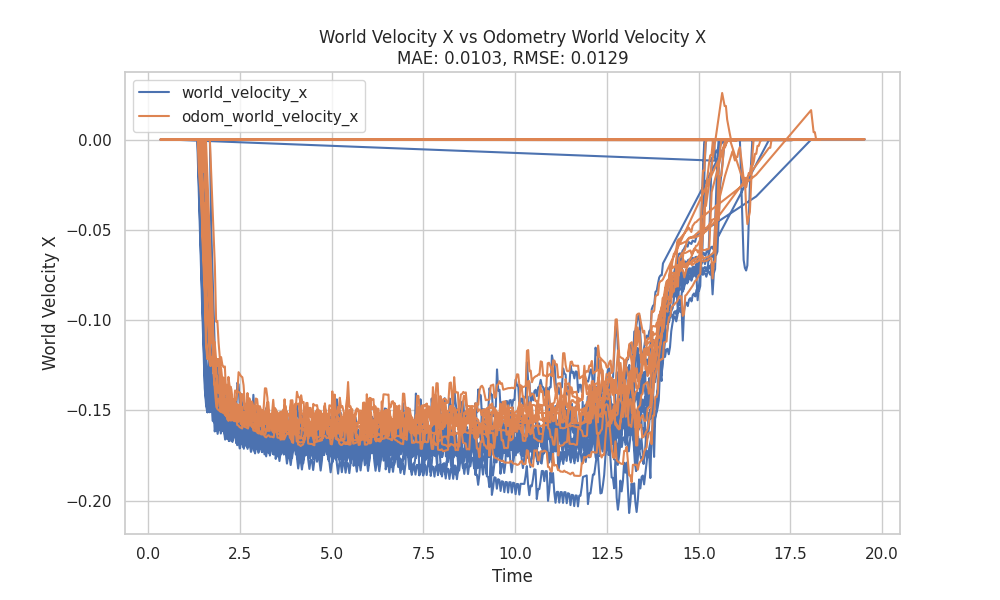 World Velocity X vs Odometry World Velocity X
MAE: 0.0103, RMSE: 0.0129
world_velocity_x
odom_world_velocity_x
World Velocity X
0.00
−0.05
−0.10
−0.15
−0.20
0.0 2.5 5.0 7.5 10.0 12.5 15.0 17.5 20.0
Time